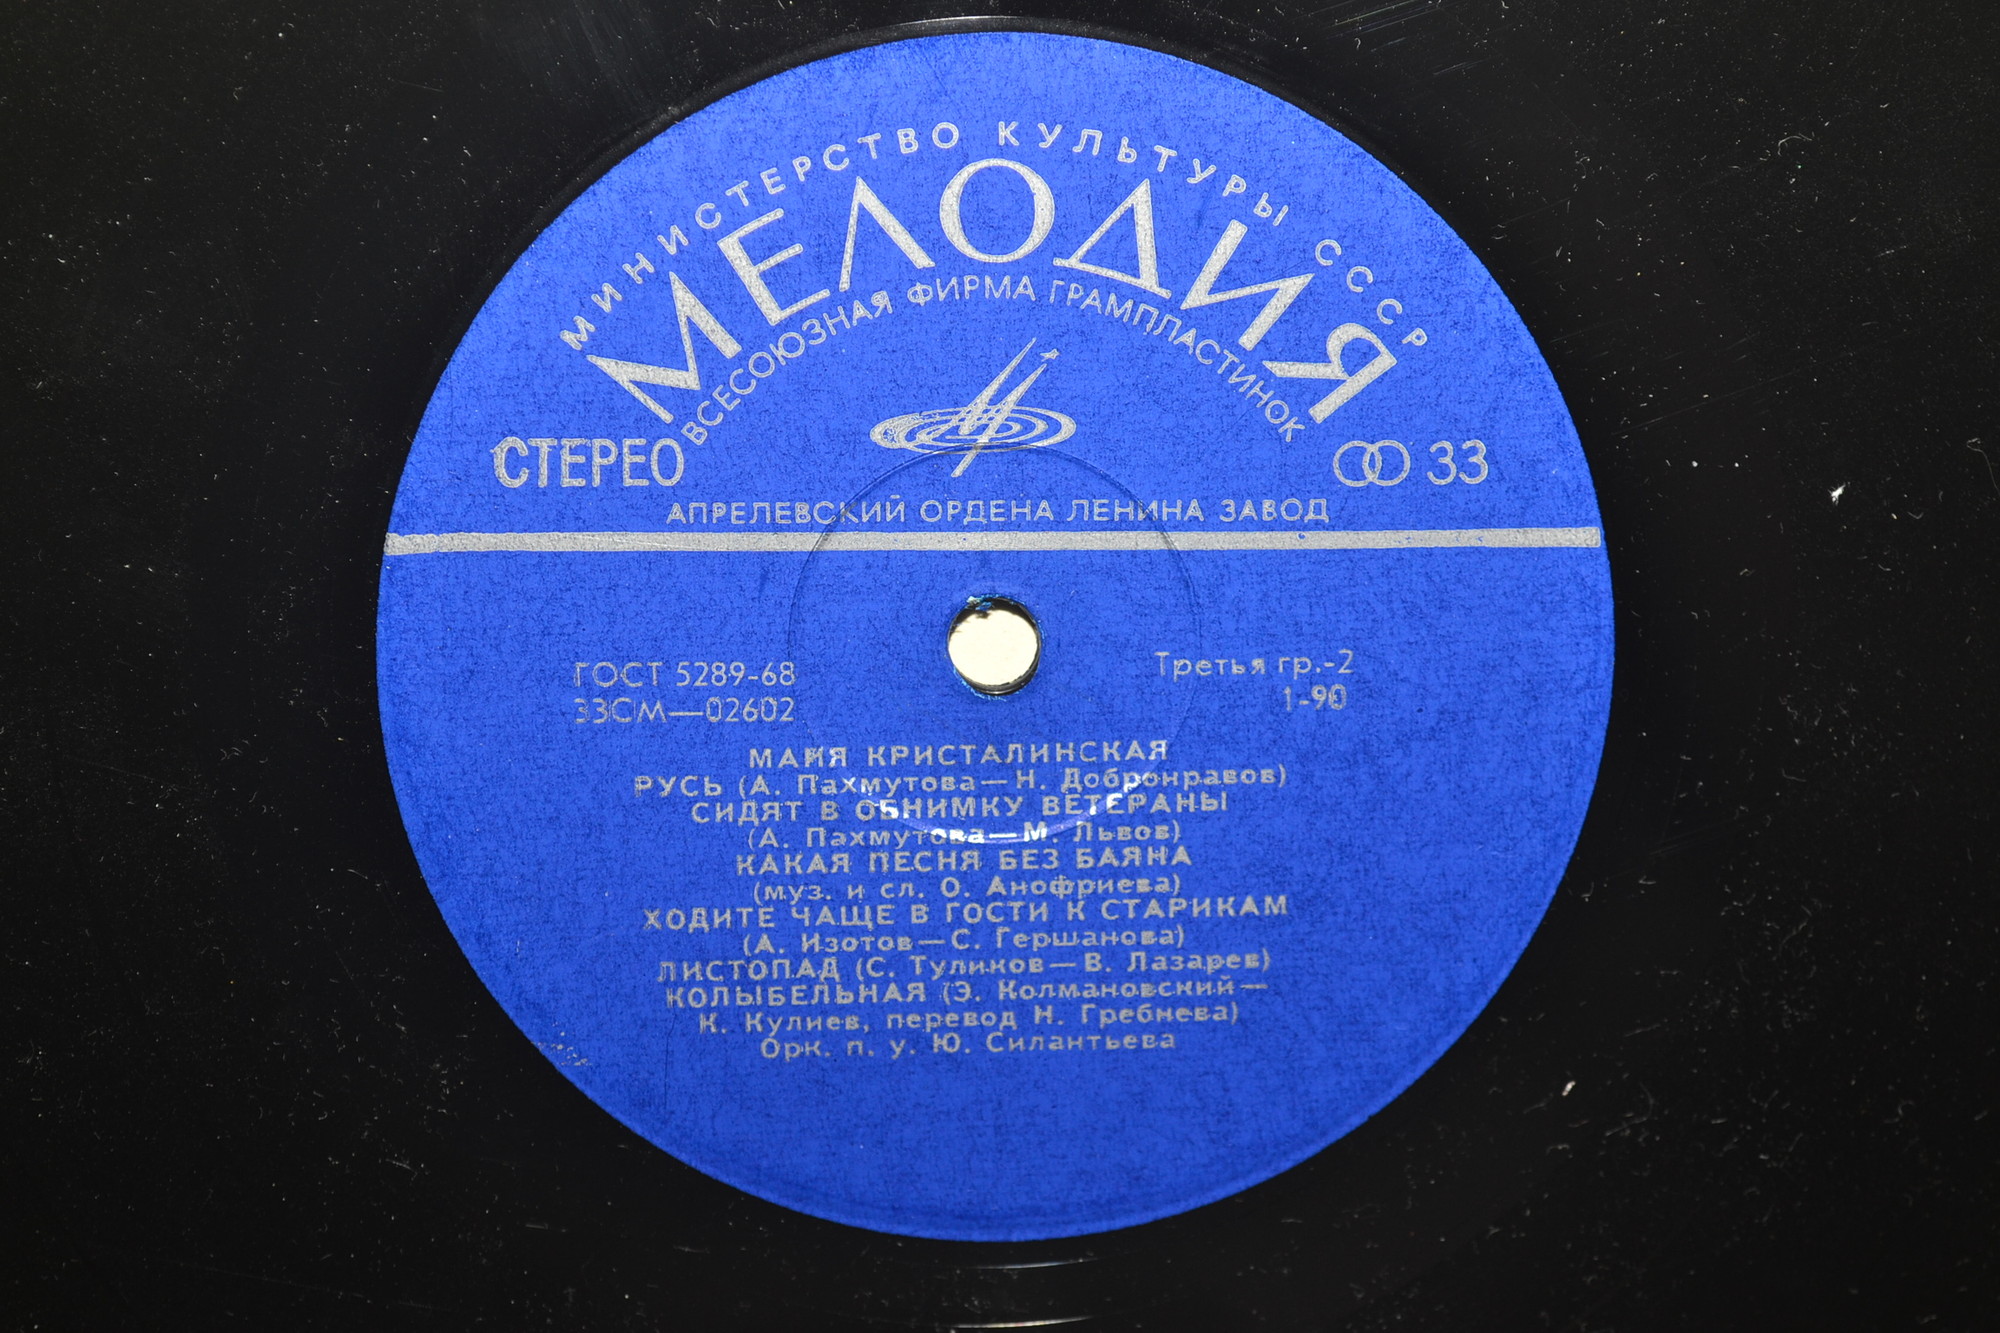 МИНИСТЕРСТВО КУЛЬТУРЫ СССР
МЕЛОДИЯ
ВСЕСОЮЗНАЯ ФИРМА ГРАМПЛАСТИНОК
СТЕРЕО
33
АПРЕЛЕВСКИЙ ОРДЕНА ЛЕНИНА ЗАВОД
ГОСТ 5289-68
33СМ—02602
Третья гр.-2
1-90
МАИЯ КРИСТАЛИНСКАЯ
РУСЬ (А. Пахмутова—Н. Добронравов)
СИДЯТ В ОБНИМКУ ВЕТЕРАНЫ
(А. Пахмутова—М. Львов)
КАКАЯ ПЕСНЯ БЕЗ БАЯНА
(муз. и сл. О. Анофриева)
ХОДИТЕ ЧАЩЕ В ГОСТИ К СТАРИКАМ
(А. Изотов—С. Гершанова)
ЛИСТОПАД (С. Туликов—В. Лазарев)
КОЛЫБЕЛЬНАЯ (Э. Колмановский—
К. Кулиев, перевод Н. Гребнева)
Орк. п. у. Ю. Силантьева